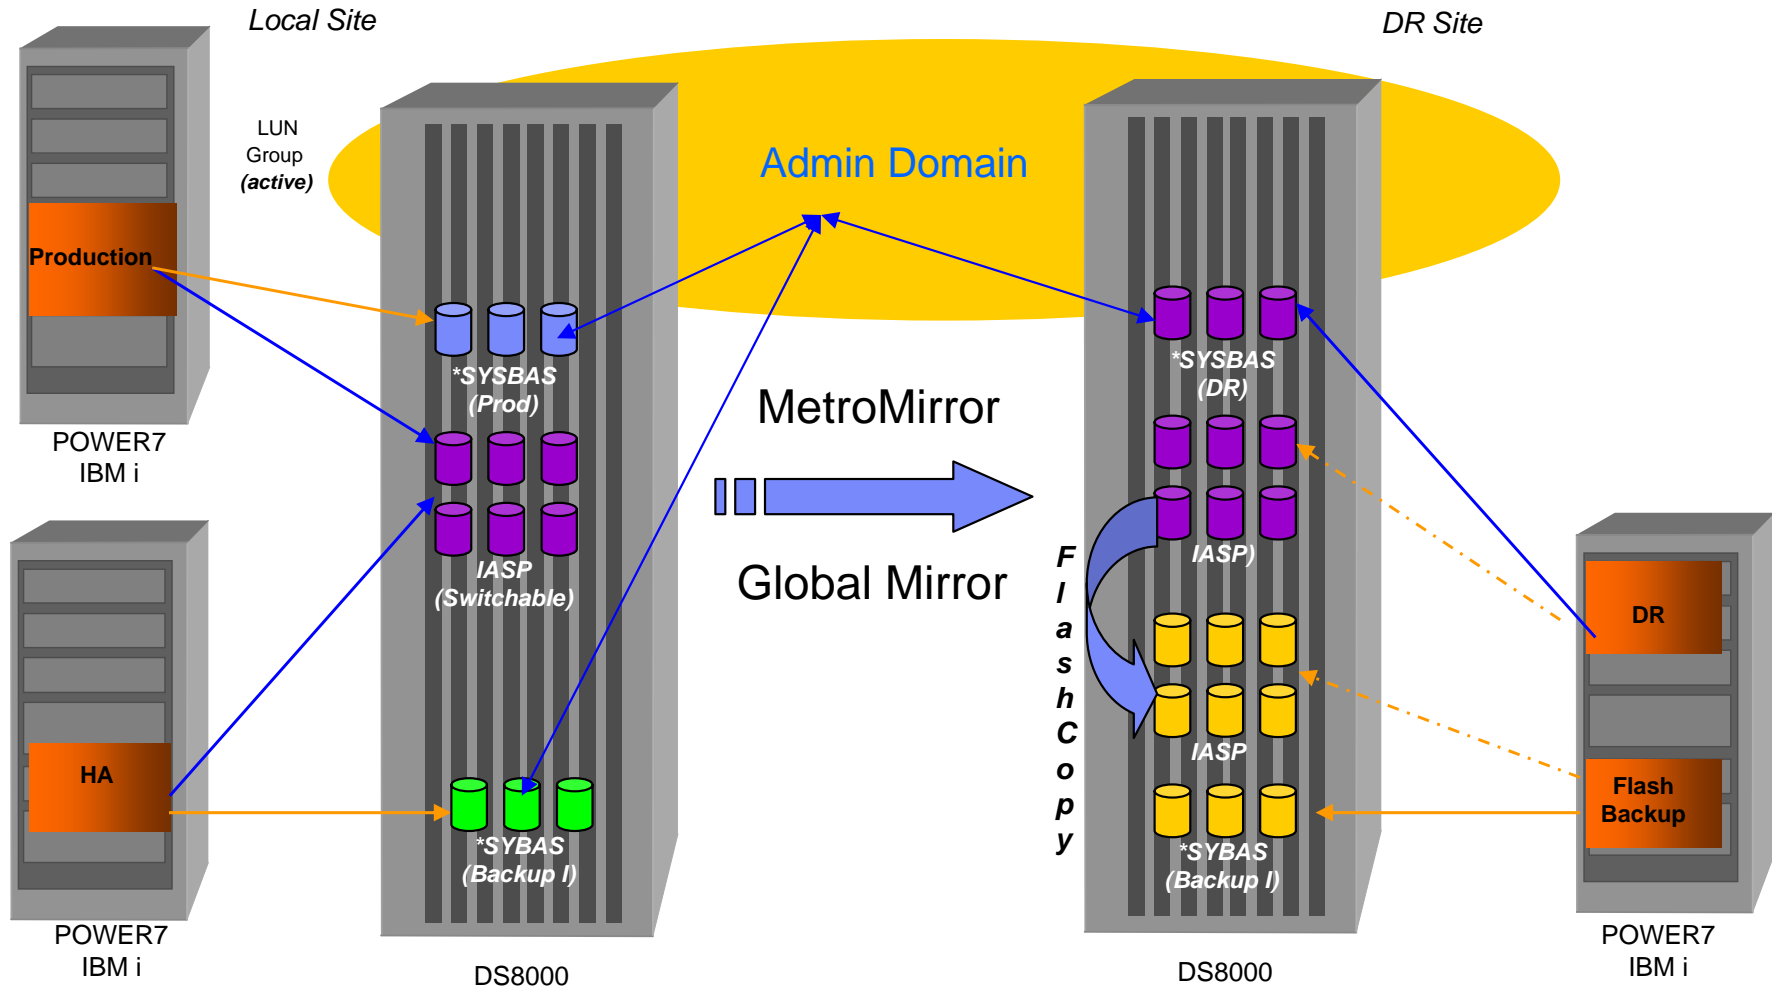 Local Site
DR Site
LUN
Group
(active)
Admin Domain
Production
*SYSBAS
(Prod)
*SYSBAS
(DR)
MetroMirror
POWER7
IBM i
IASP
(Switchable)
Global Mirror
IASP)
FlashCopy
DR
HA
IASP
Flash
Backup
*SYBAS
(Backup I)
*SYBAS
(Backup I)
POWER7
IBM i
DS8000
DS8000
POWER7
IBM i